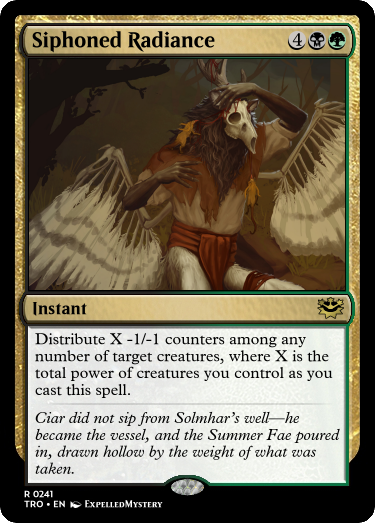 Siphoned Radiance 4
Instant
Distribute X -1/-1 counters among any
number of target creatures, where X is the
total power of creatures you control as you
cast this spell.
Ciar did not sip from Solmhar's well—he
became the vessel, and the Summer Fae poured
in, drawn hollow by the weight of what was
taken.
R 0241
TRO • EN ExpelledMystery